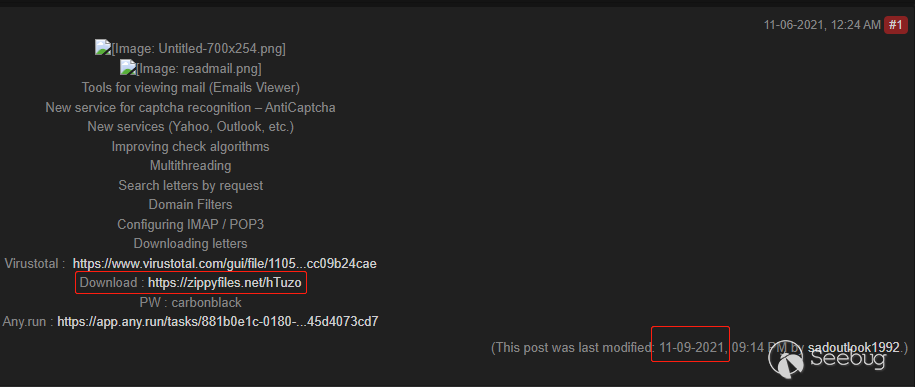 11-06-2021, 12:24 AM #1
[Image: Untitled-700x254.png]
[Image: readmail.png]
Tools for viewing mail (Emails Viewer)
New service for captcha recognition – AntiCaptcha
New services (Yahoo, Outlook, etc.)
Improving check algorithms
Multithreading
Search letters by request
Domain Filters
Configuring IMAP / POP3
Downloading letters
Virustotal : https://www.virustotal.com/gui/file/1105...cc09b24cae
Download : https://zippyfiles.net/hTuzo
PW : carbonblack
Any.run : https://app.any.run/tasks/881b0e1c-0180-...45d4073cd7
(This post was last modified: 11-09-2021, 09:14 PM by sadoutlook1992.)
Seebug